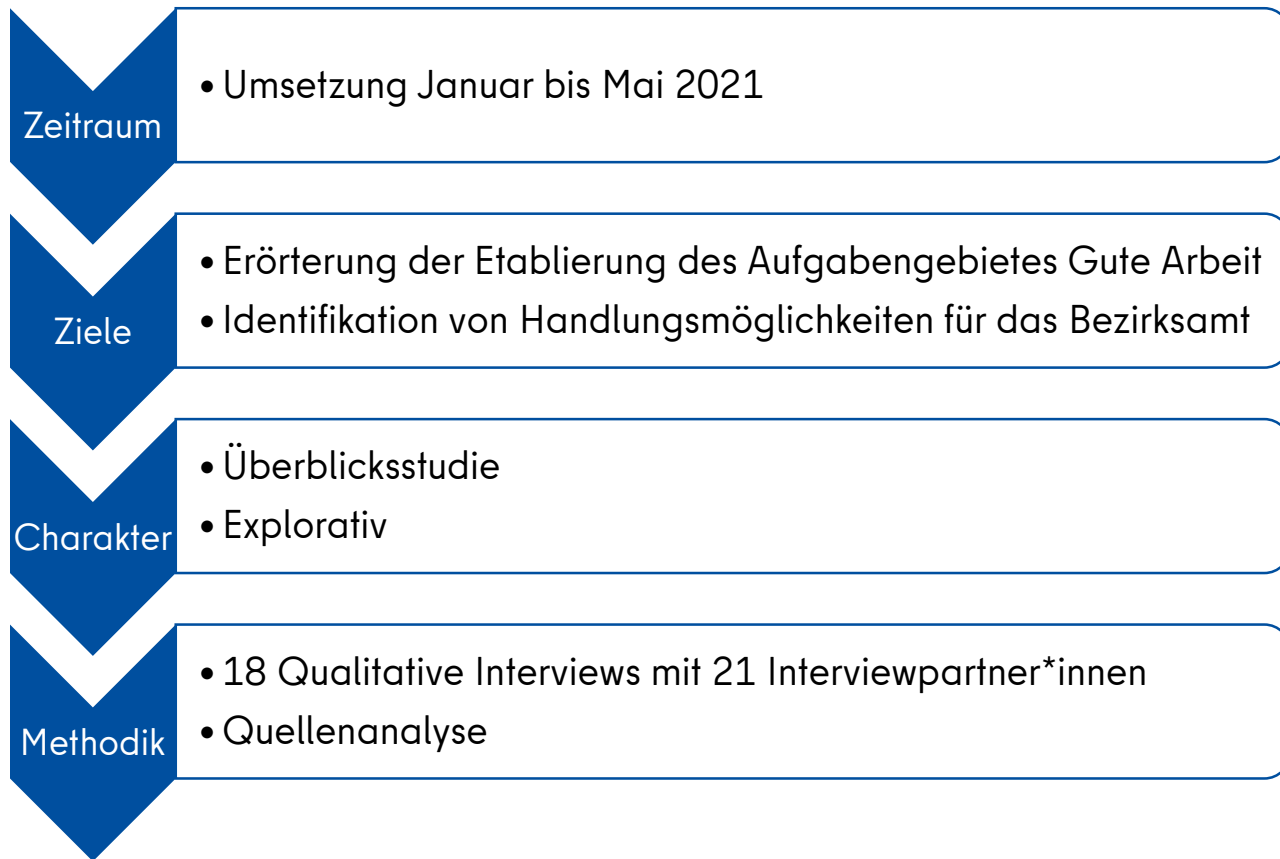 Zeitraum
• Umsetzung Januar bis Mai 2021
Ziele
• Erörterung der Etablierung des Aufgabengebietes Gute Arbeit
• Identifikation von Handlungsmöglichkeiten für das Bezirksamt
Charakter
• Überblicksstudie
• Explorativ
Methodik
• 18 Qualitative Interviews mit 21 Interviewpartner*innen
• Quellenanalyse